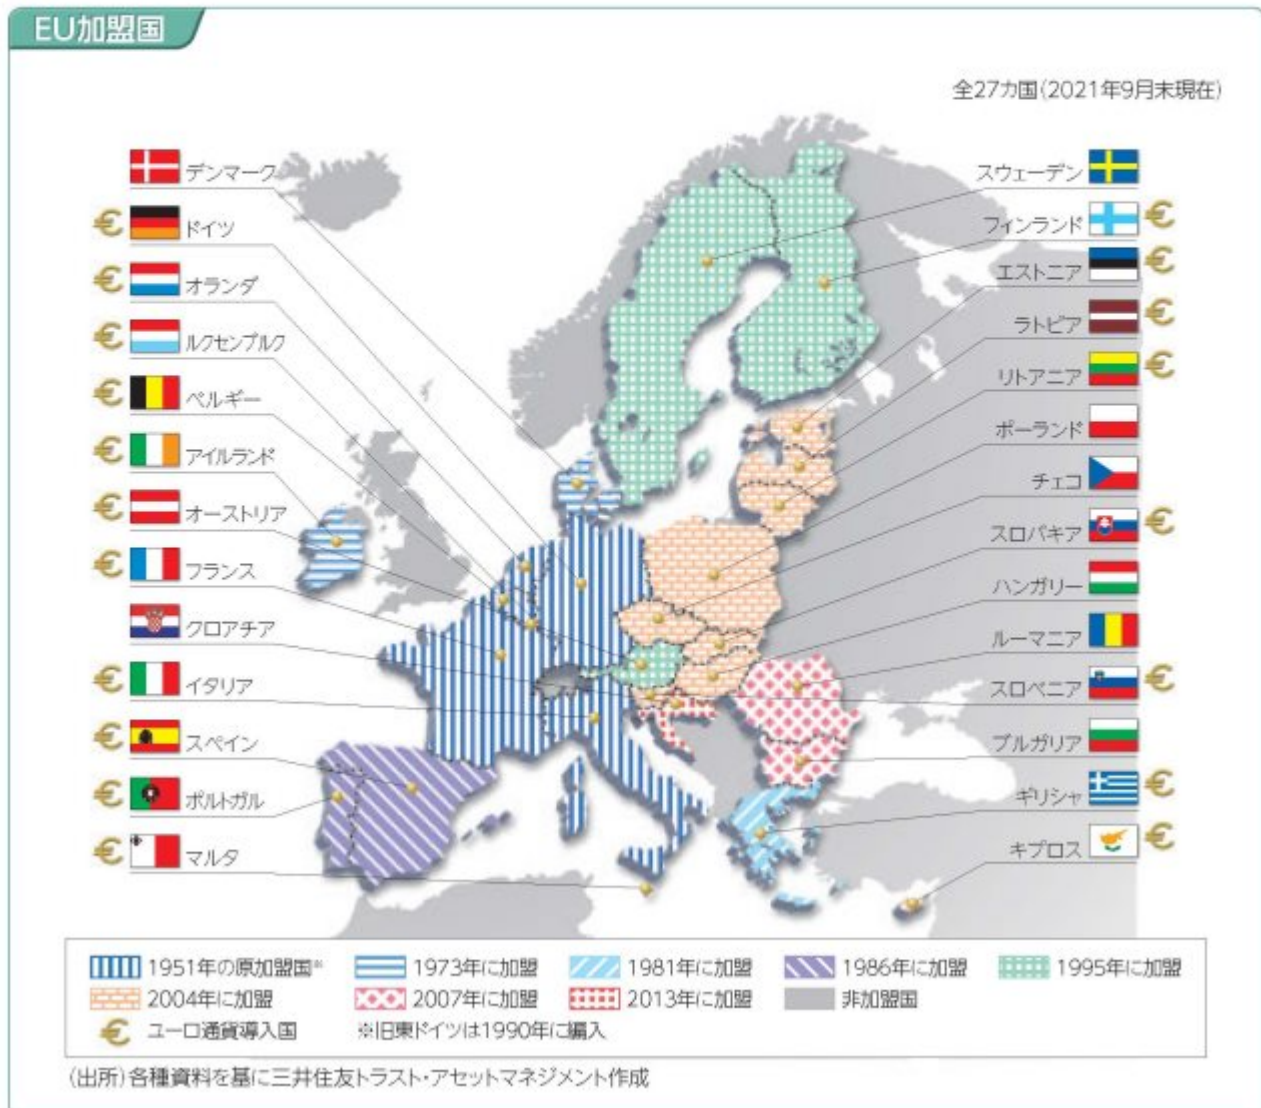 EU加盟国
全27カ国(2021年9月末現在)
デンマーク
€ ドイツ
€ オランダ
€ ルクセンブルク
€ ベルギー
€ アイルランド
€ オーストリア
€ フランス
クロアチア
€ イタリア
€ スペイン
€ ポルトガル
€ マルタ
スウェーデン
フィンランド €
エストニア €
ラトビア €
リトアニア €
ポーランド
チェコ
スロバキア €
ハンガリー
ルーマニア
スロベニア €
ブルガリア
ギリシャ €
キプロス €
1951年の原加盟国※ 1973年に加盟 1981年に加盟 1986年に加盟 1995年に加盟
2004年に加盟 2007年に加盟 2013年に加盟 非加盟国
€ ユーロ通貨導入国 ※旧東ドイツは1990年に編入
(出所)各種資料を基に三井住友トラスト・アセットマネジメント作成